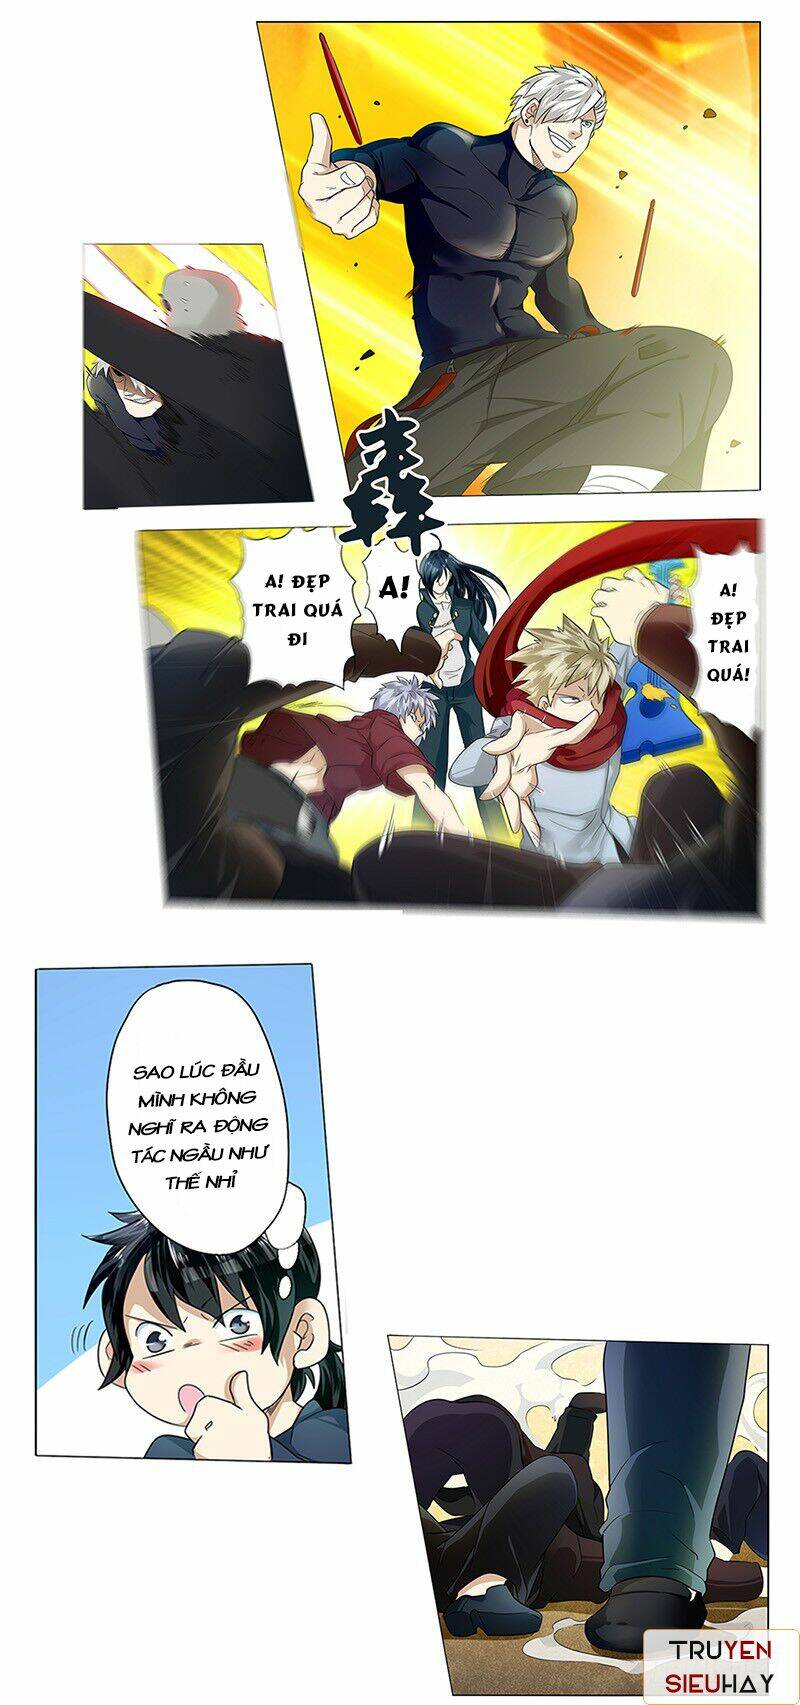 轰
A! ĐẸP
TRAI QUÁ
ĐI
A!
A!
ĐẸP
TRAI
QUÁ!
SAO LÚC ĐẦU
MÌNH KHÔNG
NGHĨ RA ĐỘNG
TÁC NGẦU NHƯ
THẾ NHỈ
TRUYEN
SIEUHAY